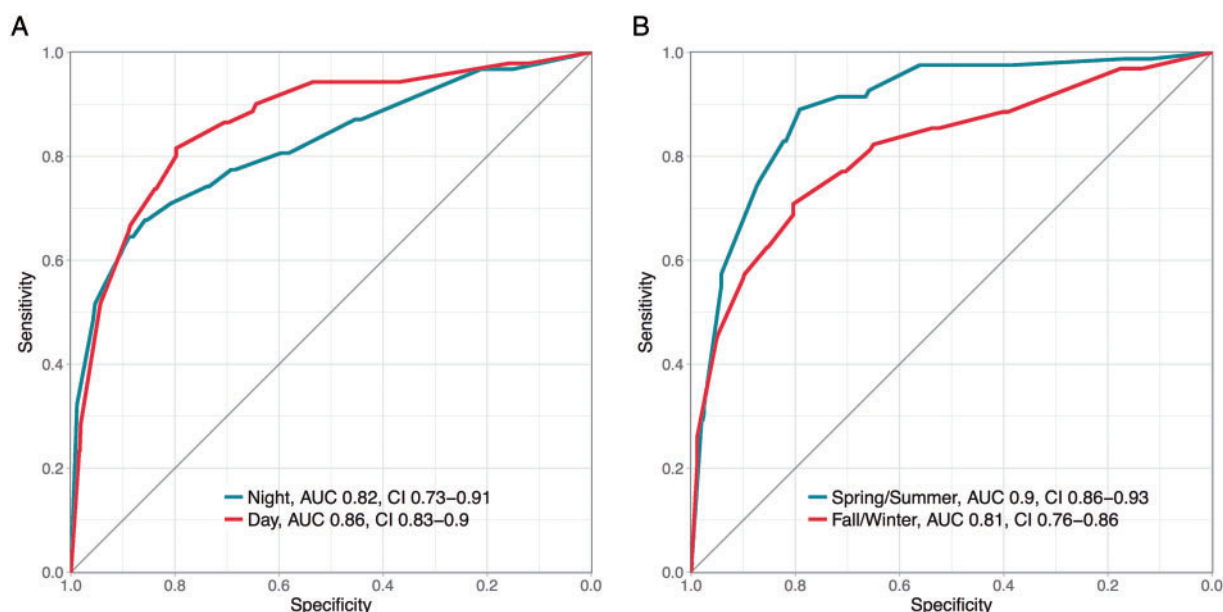 A
1.0
0.8
0.6
0.4
0.2
0.0
Sensitivity
Night, AUC 0.82, CI 0.73–0.91
Day, AUC 0.86, CI 0.83–0.9
1.0 0.8 0.6 0.4 0.2 0.0
Specificity
B
1.0
0.8
0.6
0.4
0.2
0.0
Sensitivity
Spring/Summer, AUC 0.9, CI 0.86–0.93
Fall/Winter, AUC 0.81, CI 0.76–0.86
1.0 0.8 0.6 0.4 0.2 0.0
Specificity